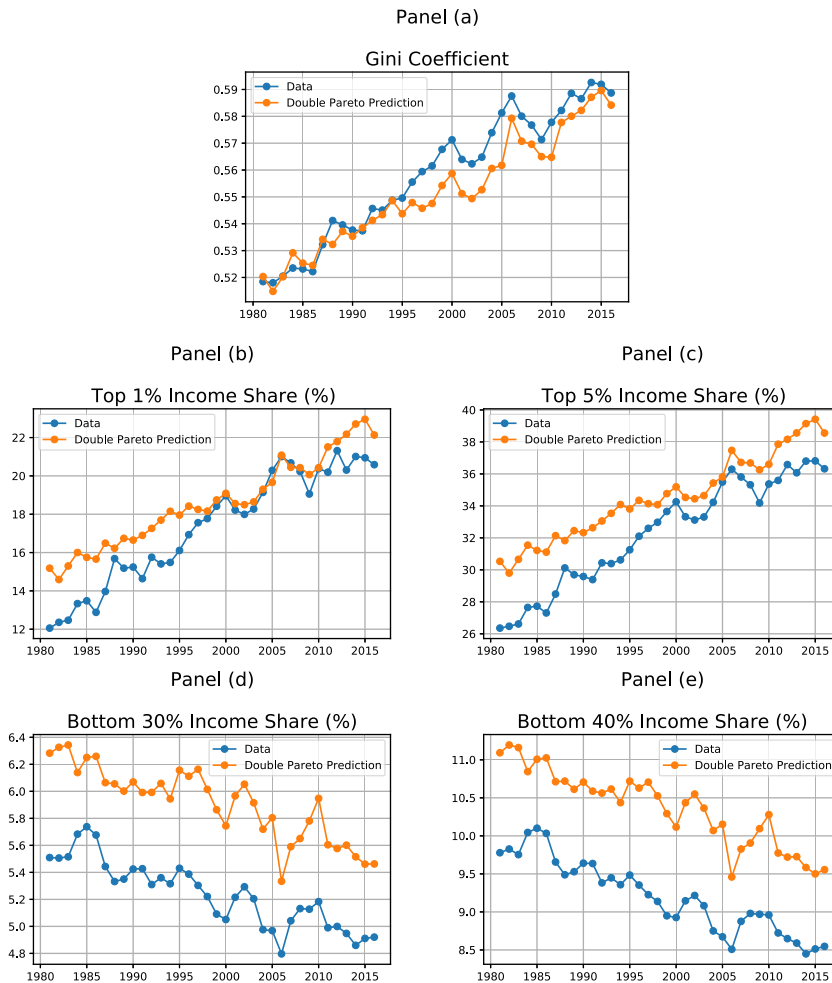 Panel (a)
Gini Coefficient
Data
Double Pareto Prediction
0.59
0.58
0.57
0.56
0.55
0.54
0.53
0.52
1980 1985 1990 1995 2000 2005 2010 2015
Panel (b)
Top 1% Income Share (%)
Data
Double Pareto Prediction
22
20
18
16
14
12
1980 1985 1990 1995 2000 2005 2010 2015
Panel (c)
Top 5% Income Share (%)
Data
Double Pareto Prediction
40
38
36
34
32
30
28
26
1980 1985 1990 1995 2000 2005 2010 2015
Panel (d)
Bottom 30% Income Share (%)
Data
Double Pareto Prediction
6.4
6.2
6.0
5.8
5.6
5.4
5.2
5.0
4.8
1980 1985 1990 1995 2000 2005 2010 2015
Panel (e)
Bottom 40% Income Share (%)
Data
Double Pareto Prediction
11.0
10.5
10.0
9.5
9.0
8.5
1980 1985 1990 1995 2000 2005 2010 2015